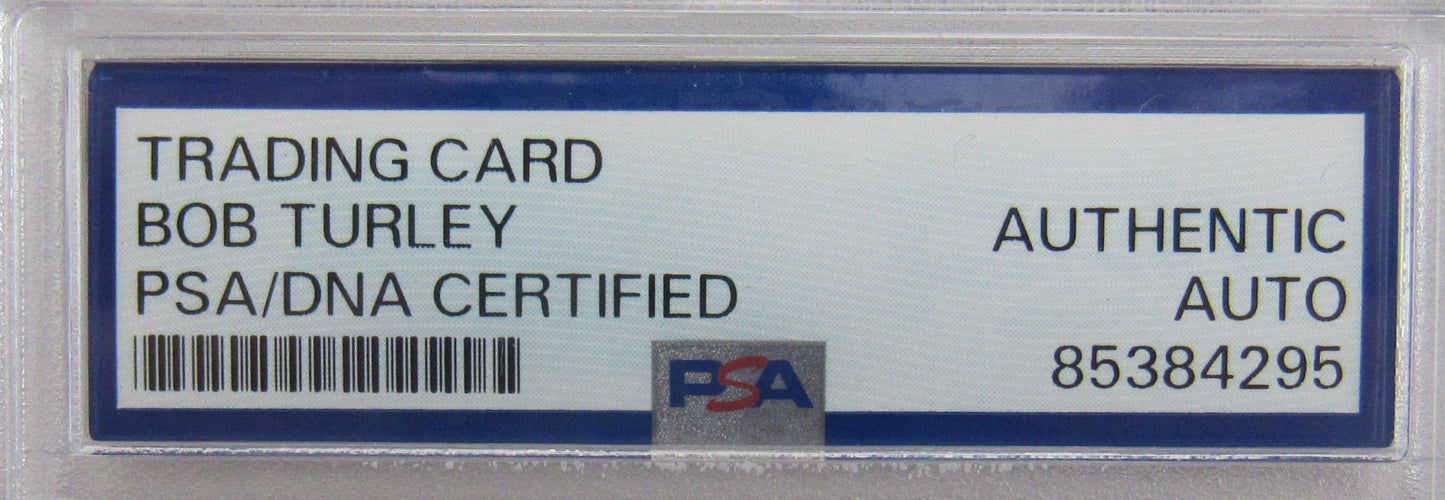 TRADING CARD
BOB TURLEY
PSA/DNA CERTIFIED
AUTHENTIC
AUTO
85384295
PSA